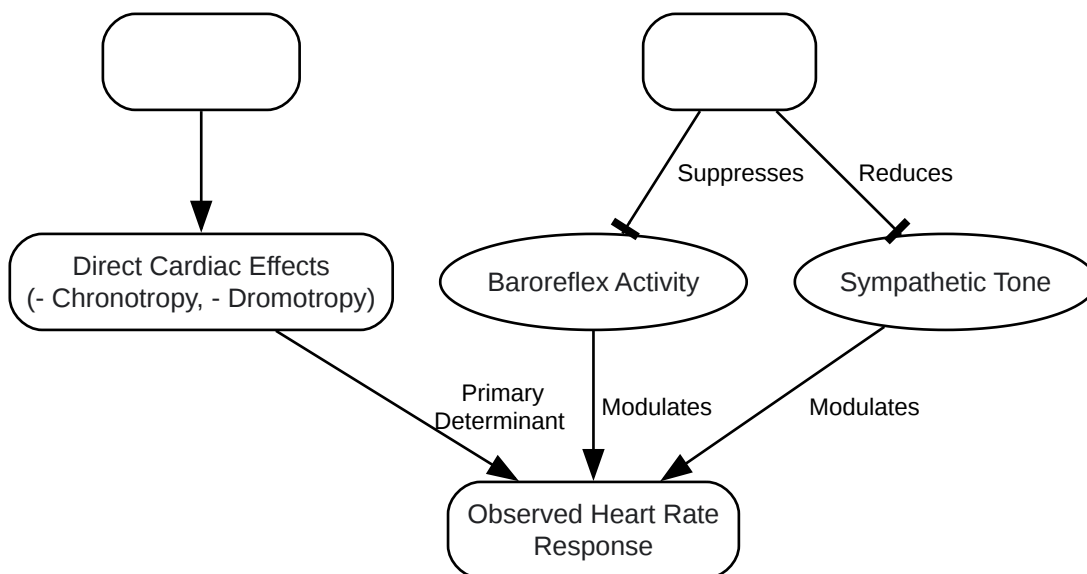 Suppresses
Reduces
Direct Cardiac Effects
(- Chronotropy, - Dromotropy)
Baroreflex Activity
Sympathetic Tone
Primary
Determinant
Modulates
Modulates
Observed Heart Rate
Response